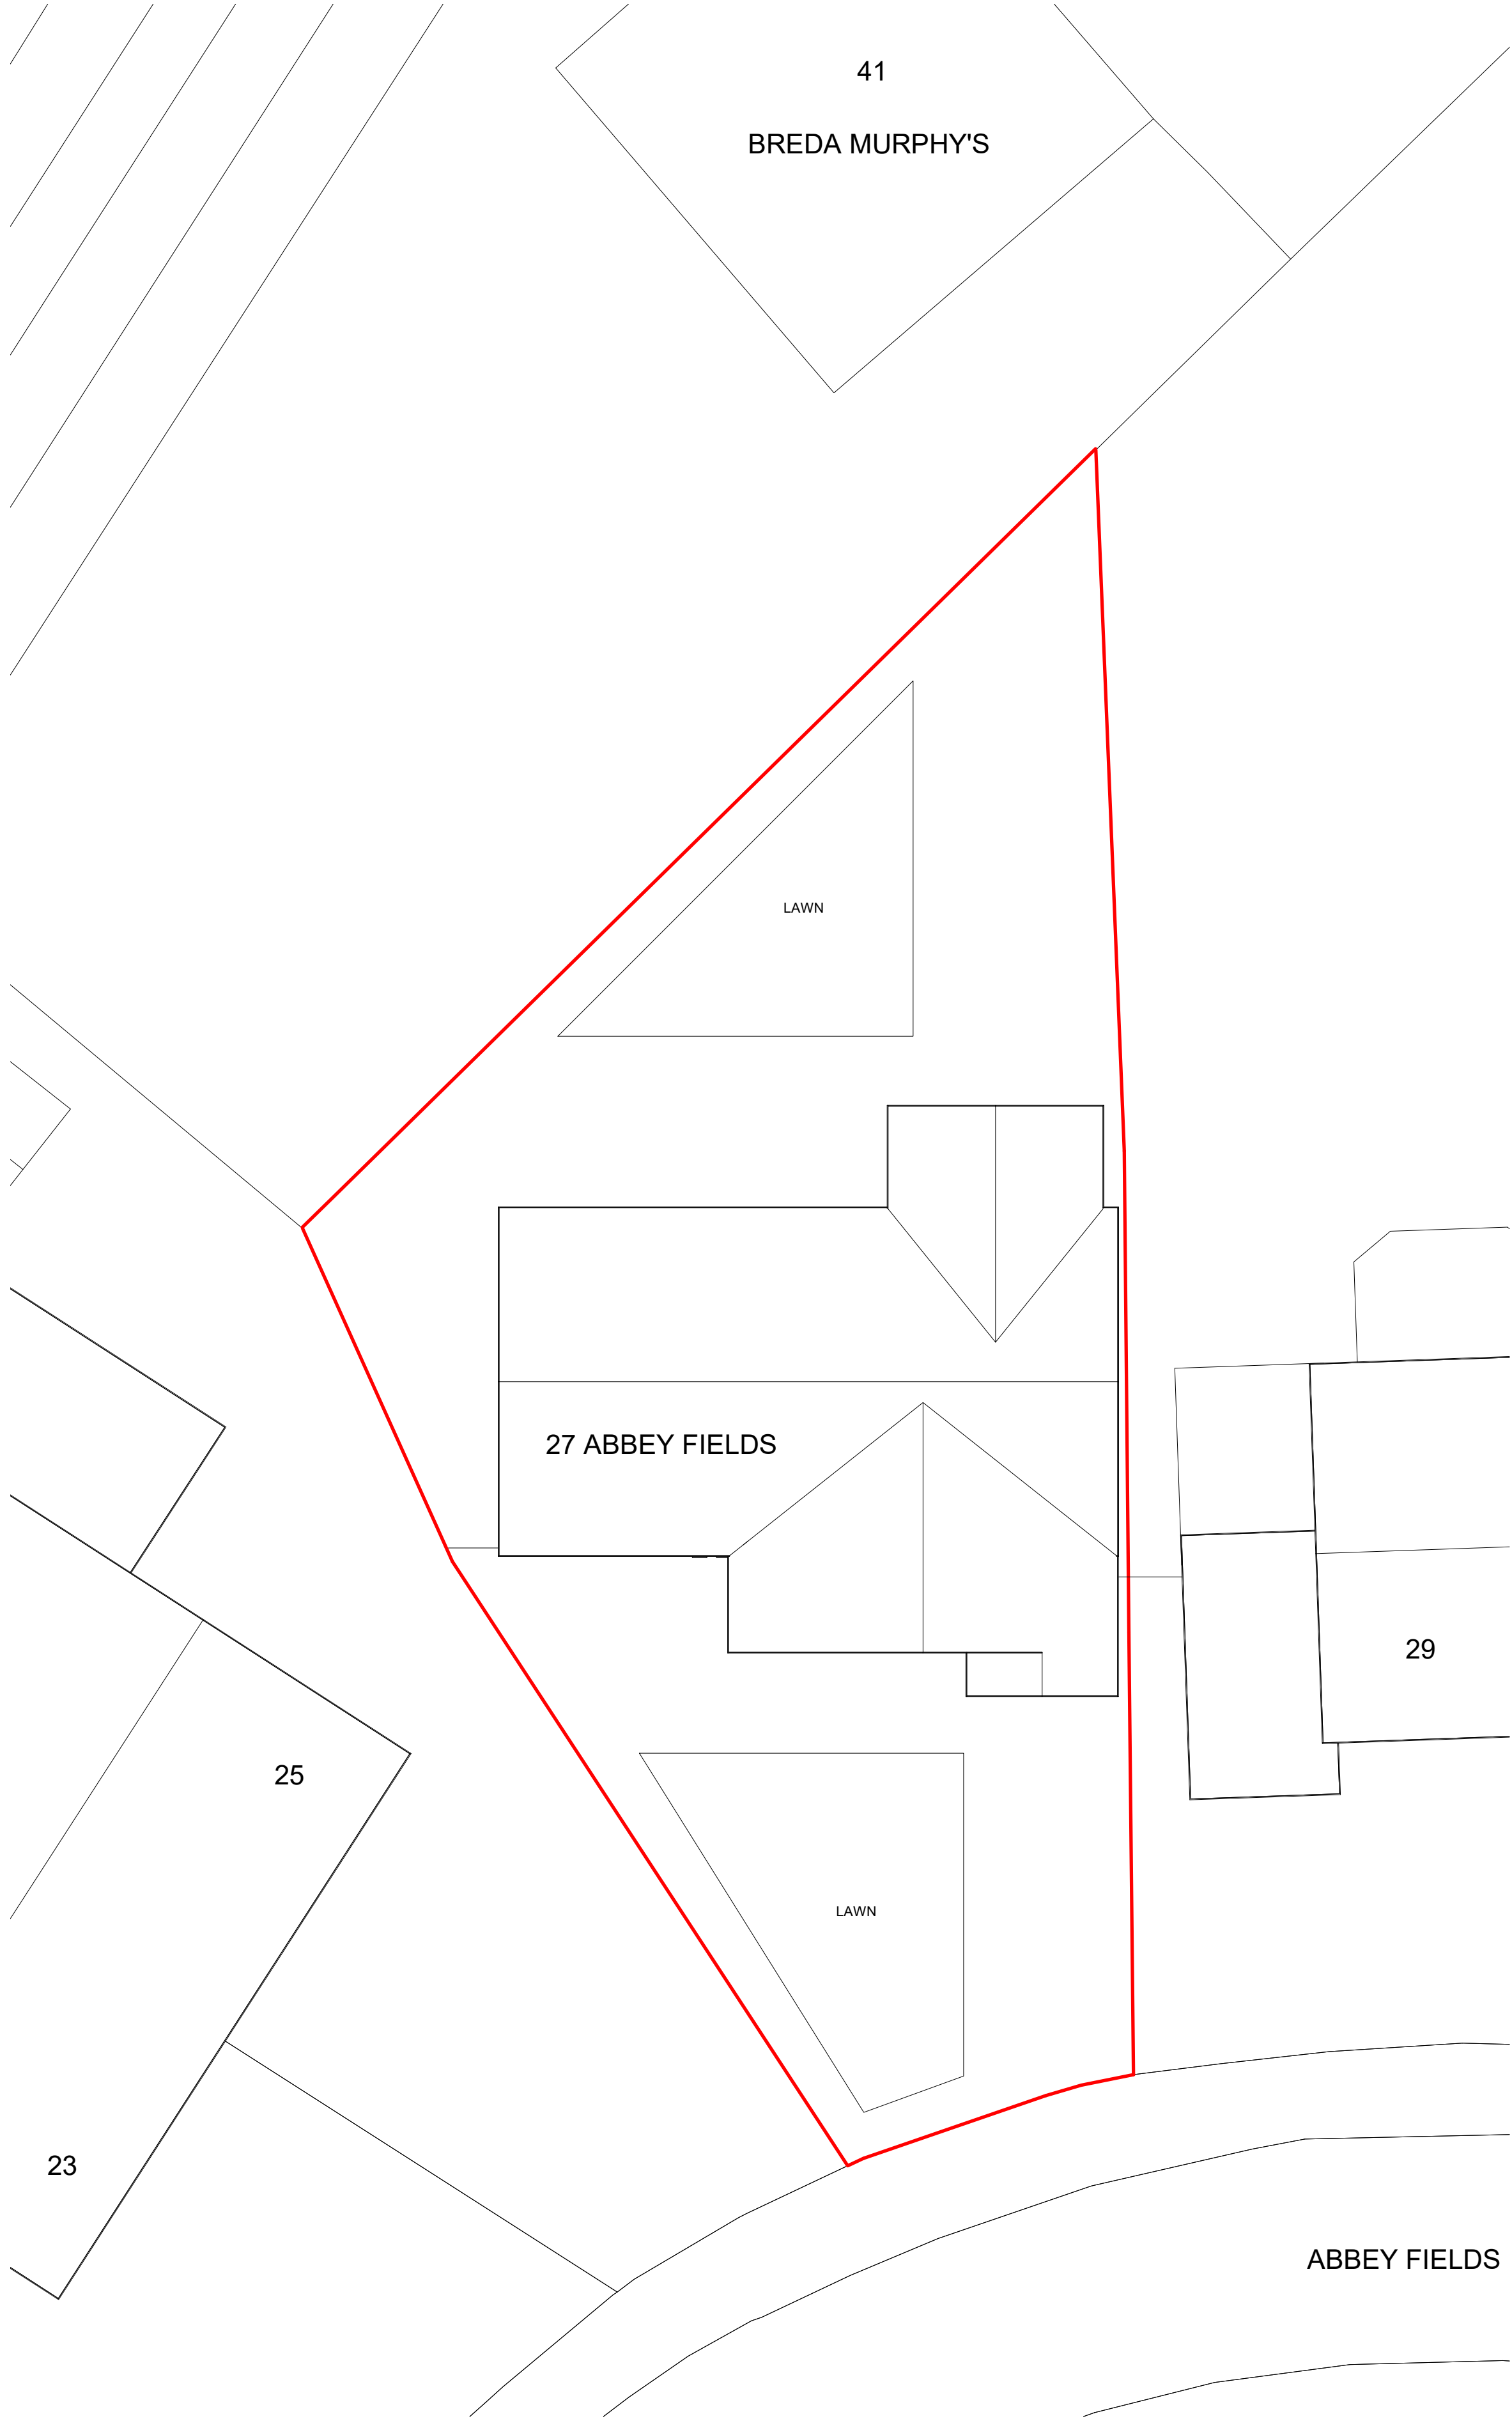 41
BREDA MURPHY'S
LAWN
27 ABBEY FIELDS
29
25
LAWN
23
ABBEY FIELDS